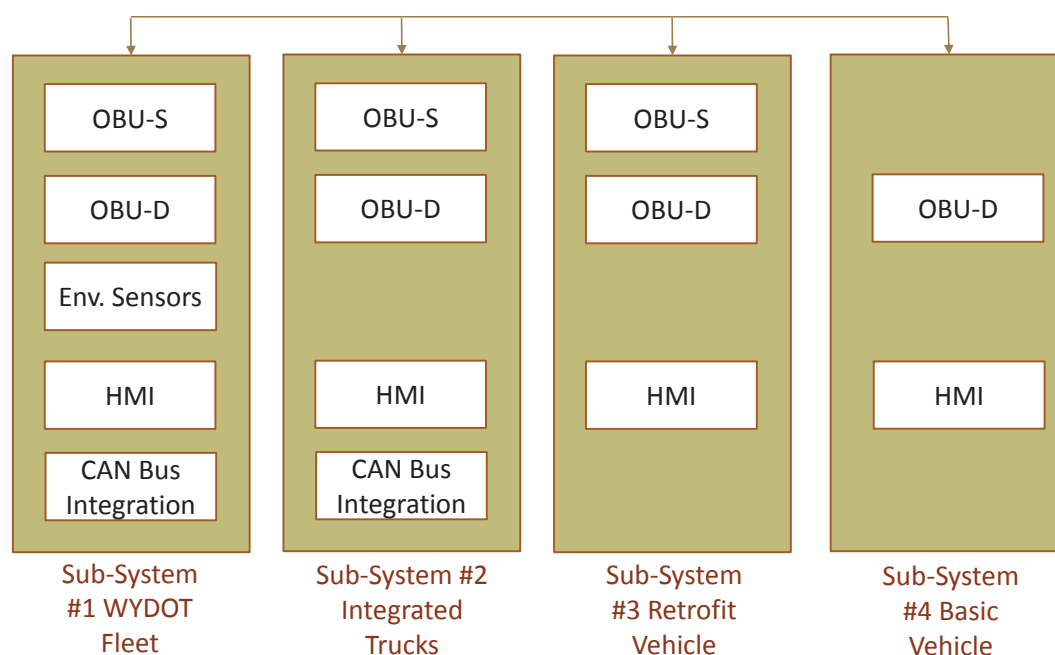 OBU-S
OBU-D
Env. Sensors
HMI
CAN Bus
Integration
Sub-System
#1 WYDOT
Fleet
OBU-S
OBU-D
HMI
CAN Bus
Integration
Sub-System #2
Integrated
Trucks
OBU-S
OBU-D
HMI
Sub-System
#3 Retrofit
Vehicle
OBU-D
HMI
Sub-System
#4 Basic
Vehicle